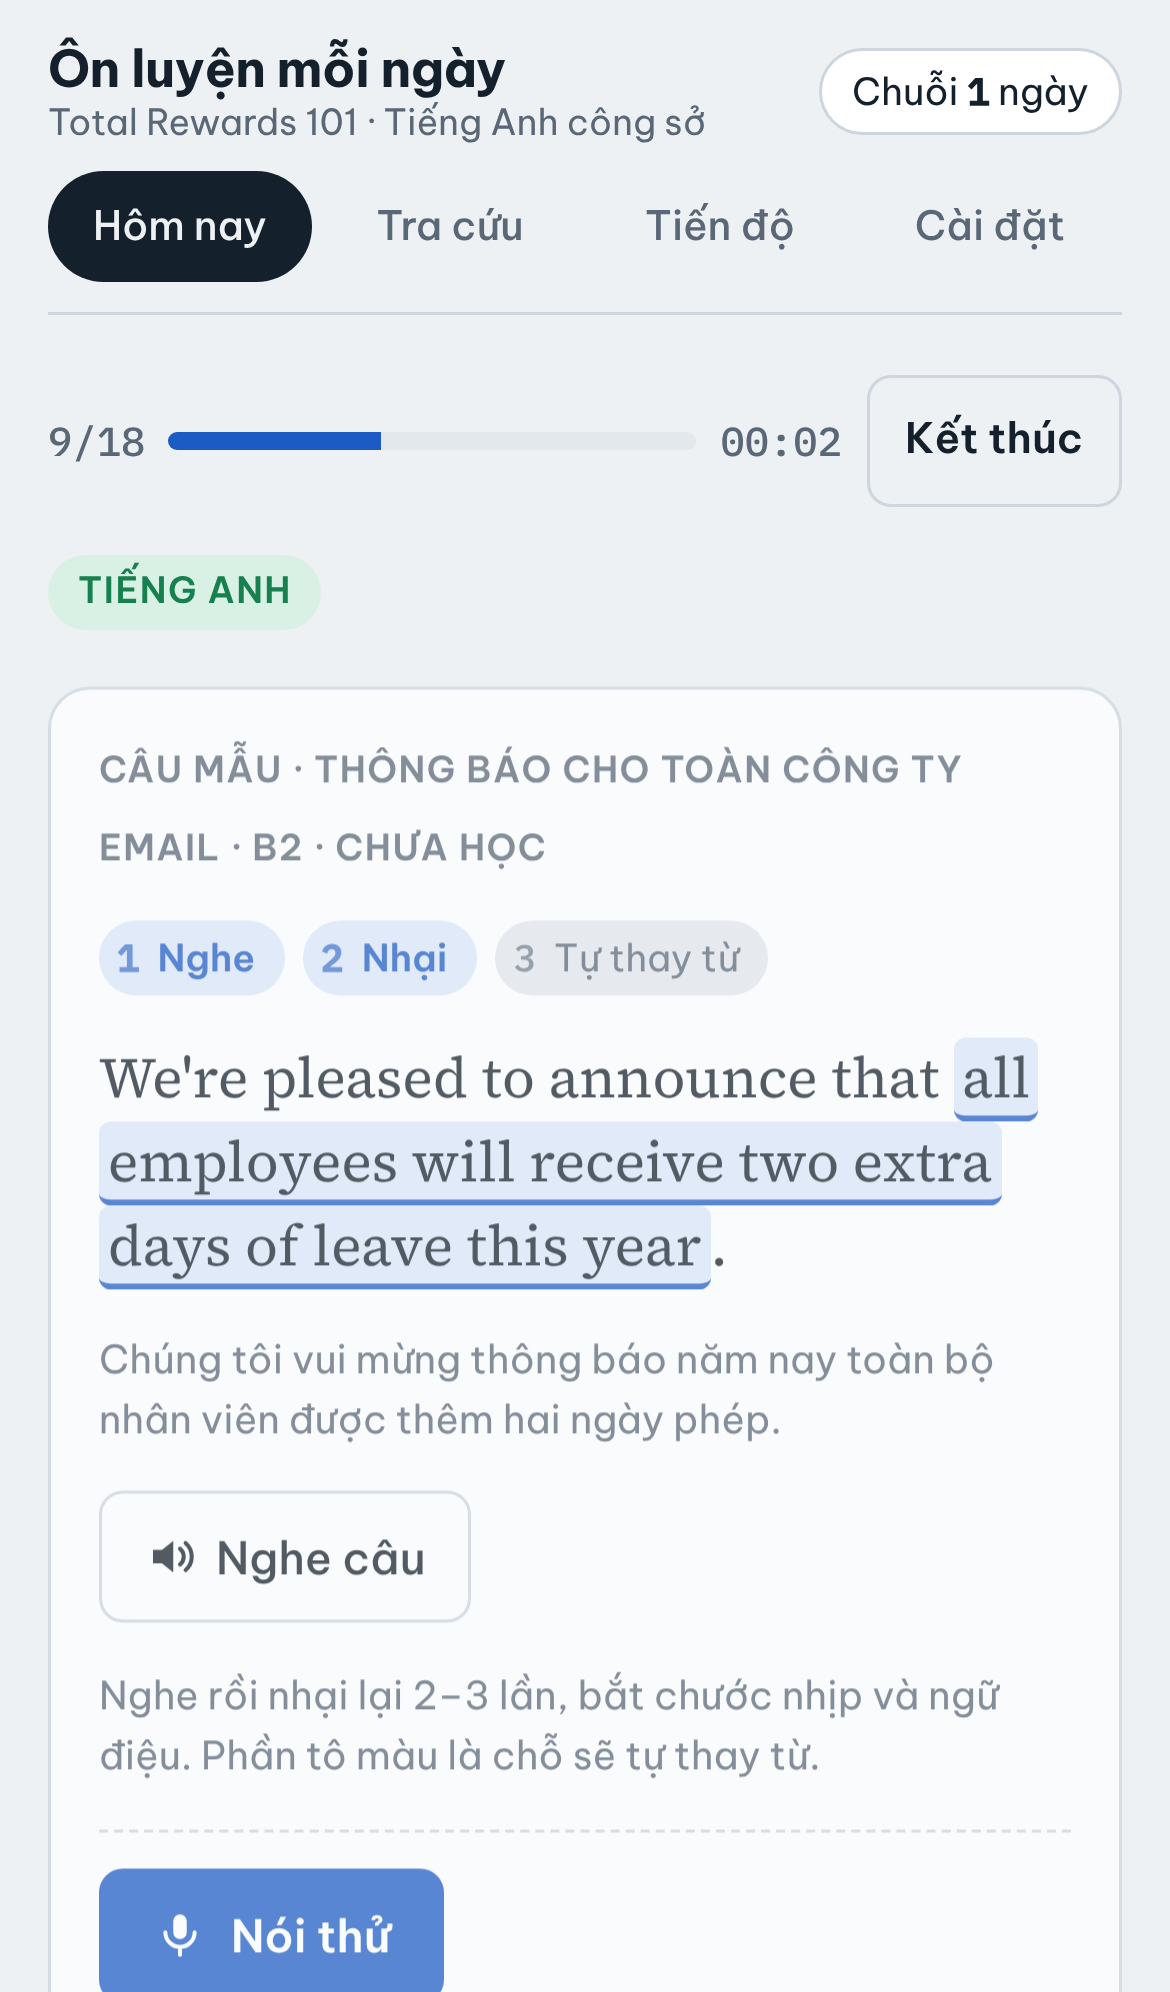 Ôn luyện mỗi ngày
Total Rewards 101 · Tiếng Anh công sở
Chuỗi 1 ngày
Hôm nay
Tra cứu
Tiến độ
Cài đặt
9/18
00:02
Kết thúc
TIẾNG ANH
CÂU MẪU · THÔNG BÁO CHO TOÀN CÔNG TY
EMAIL · B2 · CHƯA HỌC
1 Nghe
2 Nhại
3 Tự thay từ
We're pleased to announce that all
employees will receive two extra
days of leave this year.
Chúng tôi vui mừng thông báo năm nay toàn bộ
nhân viên được thêm hai ngày phép.
Nghe câu
Nghe rồi nhại lại 2–3 lần, bắt chước nhịp và ngữ
điệu. Phần tô màu là chỗ sẽ tự thay từ.
Nói thử